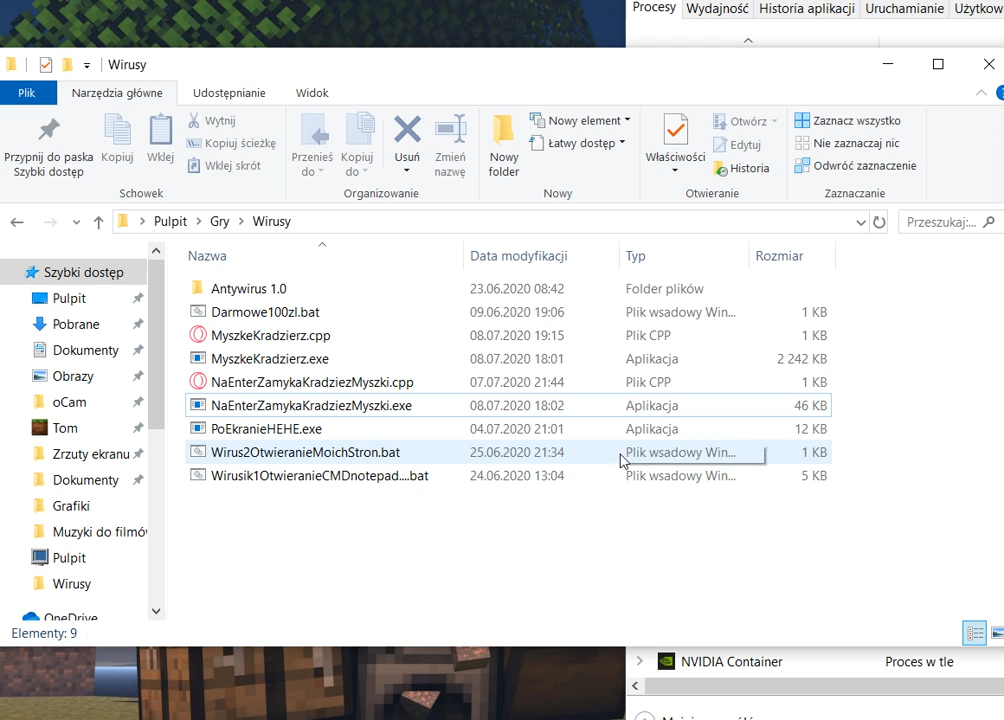 Procesy Wydajność Historia aplikacji Uruchamianie Użytkow
Wirusy
Plik Narzędzia główne Udostępnianie Widok
Przypnij do paska Szybki dostęp
Kopiuj
Wklej
Wytnij
Kopiuj ścieżkę
Wklej skrót
Schowek
Przenieś do
Kopiuj do
Usuń
Zmień nazwę
Organizowanie
Nowy folder
Nowy element
Łatwy dostęp
Nowy
Właściwości
Otwórz
Edytuj
Historia
Otwieranie
Zaznacz wszystko
Nie zaznaczaj nic
Odwróć zaznaczenie
Zaznaczanie
Pulpit > Gry > Wirusy
Przeszukaj:...
Szybki dostęp
Pulpit
Pobrane
Dokumenty
Obrazy
oCam
Tom
Zrzuty ekranu
Dokumenty
Grafiki
Muzyki do filmów
Pulpit
Wirusy
OneDrive
Nazwa Data modyfikacji Typ Rozmiar
Antywirus 1.0 23.06.2020 08:42 Folder plików
Darmowe100zl.bat 09.06.2020 19:06 Plik wsadowy Win... 1 KB
MyszkeKradzierz.cpp 08.07.2020 19:15 Plik CPP 1 KB
MyszkeKradzierz.exe 08.07.2020 18:01 Aplikacja 2 242 KB
NaEnterZamykaKradziezMyszki.cpp 07.07.2020 21:44 Plik CPP 1 KB
NaEnterZamykaKradziezMyszki.exe 08.07.2020 18:02 Aplikacja 46 KB
PoEkranieHEHE.exe 04.07.2020 21:01 Aplikacja 12 KB
Wirus2OtwieranieMoichStron.bat 25.06.2020 21:34 Plik wsadowy Win... 1 KB
Wirusik1OtwieranieCMDnotepad....bat 24.06.2020 13:04 Plik wsadowy Win... 5 KB
Elementy: 9
NVIDIA Container Proces w tle